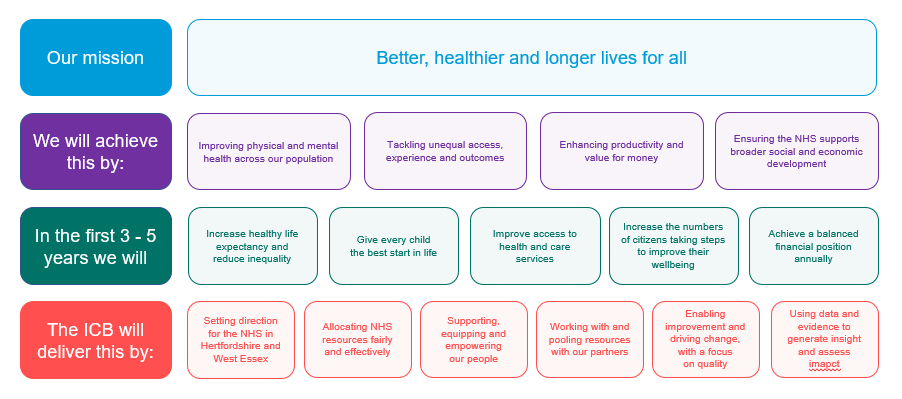 Our mission
Better, healthier and longer lives for all
We will achieve
this by:
Improving physical and mental
health across our population
Tackling unequal access,
experience and outcomes
Enhancing productivity and
value for money
Ensuring the NHS supports
broader social and economic
development
In the first 3 - 5
years we will
Increase healthy life
expectancy and
reduce inequality
Give every child
the best start in life
Improve access to
health and care
services
Increase the numbers
of citizens taking steps
to improve their
wellbeing
Achieve a balanced
financial position
annually
The ICB will
deliver this by:
Setting direction
for the NHS in
Hertfordshire and
West Essex
Allocating NHS
resources fairly
and effectively
Supporting,
equipping and
empowering
our people
Working with and
pooling resources
with our partners
Enabling
improvement and
driving change,
with a focus
on quality
Using data and
evidence to
generate insight
and assess
imapct